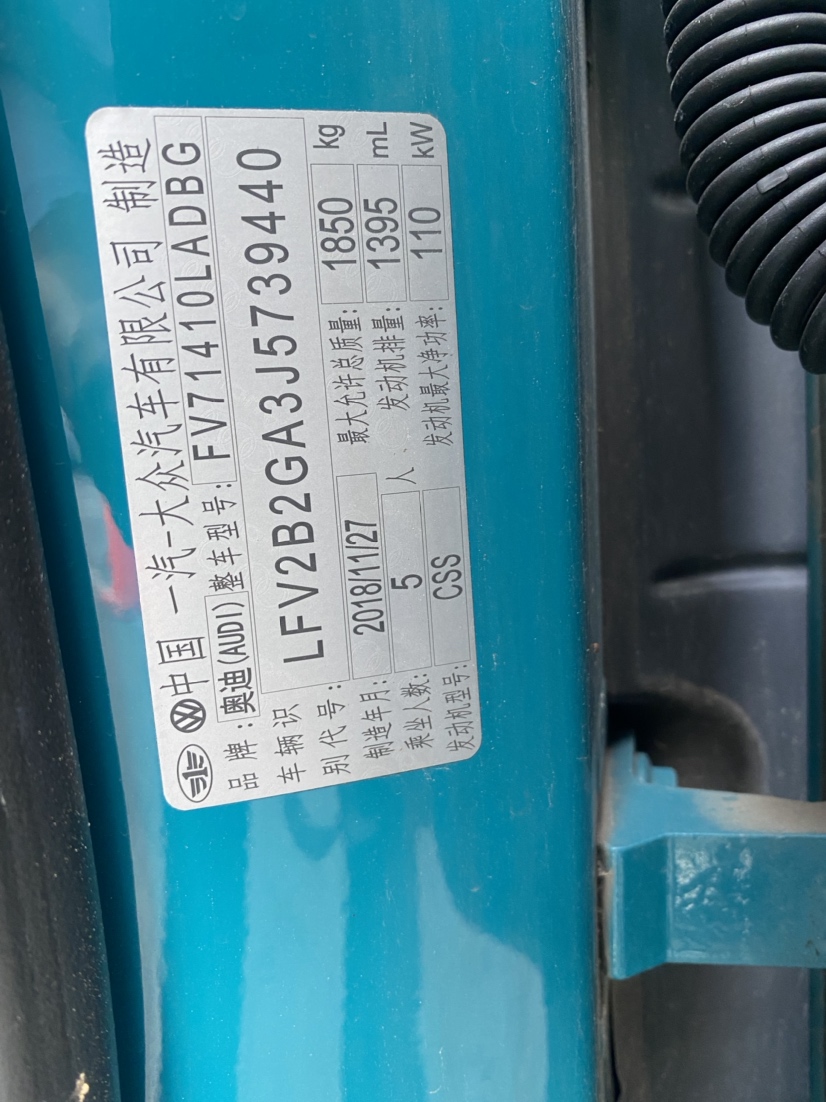 中国 一汽-大众汽车有限公司 制造
品牌:奥迪(AUDI) 整车型号: FV71410LADBG
车辆识别代号: LFV2B2GA3J5739440
制造年月: 2018/11/27 最大允许总质量: 1850 kg
乘坐人数: 5 人 发动机排量: 1395 mL
发动机型号: CSS 发动机最大净功率: 110 kW